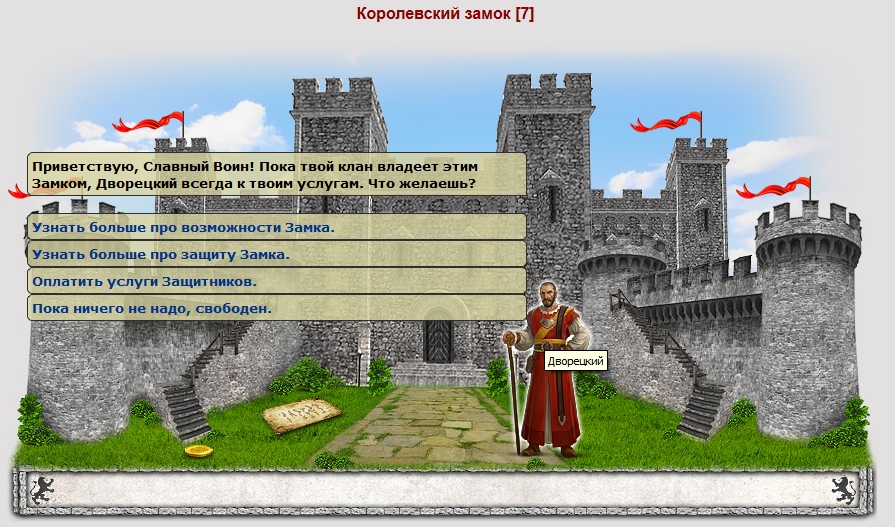 Королевский замок [7]
Приветствую, Славный Воин! Пока твой клан владеет этим
Замком, Дворецкий всегда к твоим услугам. Что желаешь?
Узнать больше про возможности Замка.
Узнать больше про защиту Замка.
Оплатить услуги Защитников.
Пока ничего не надо, свободен.
Дворецкий